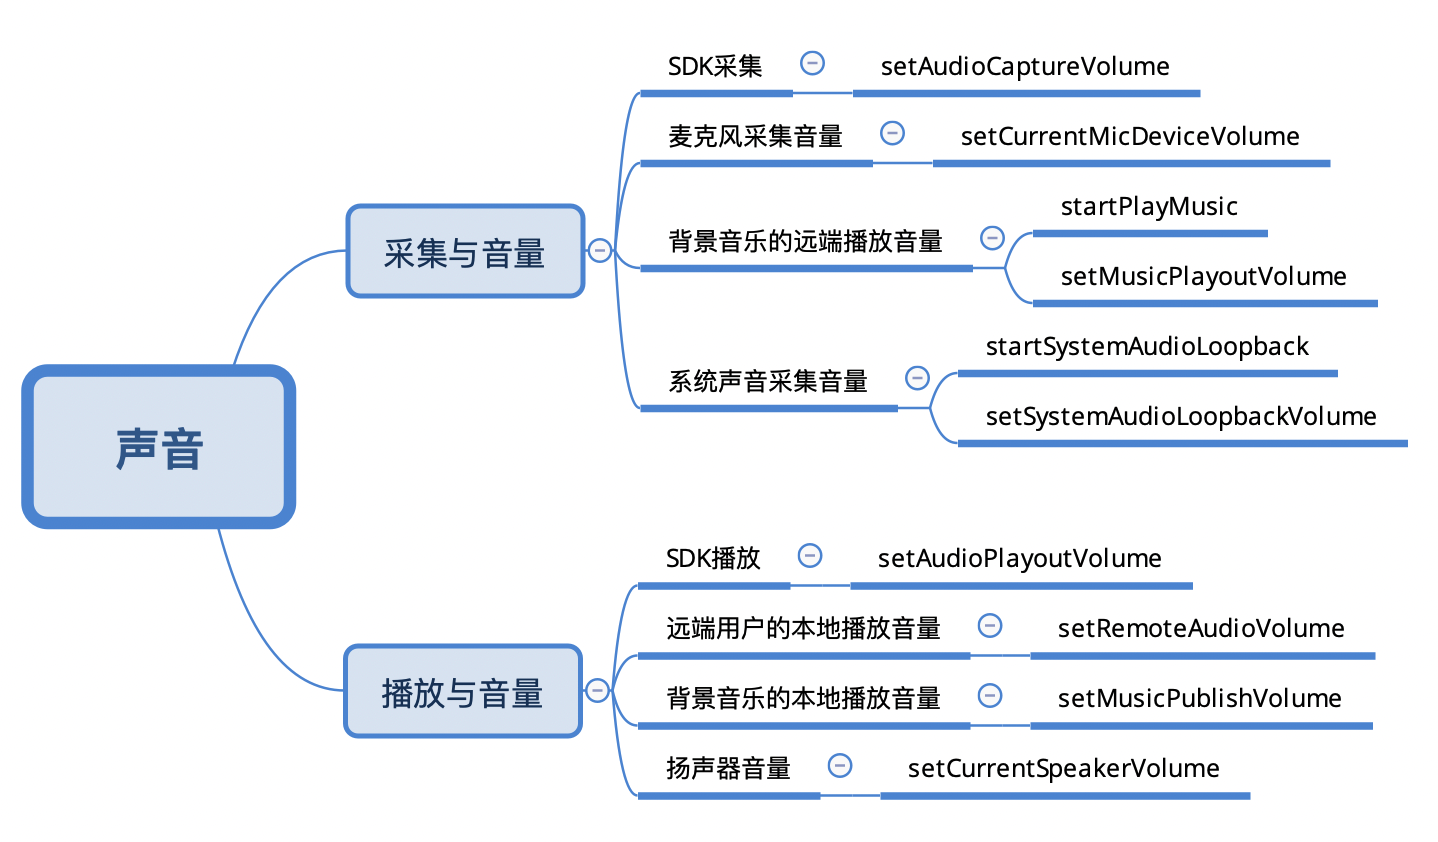 声音
采集与音量
SDK采集
setAudioCaptureVolume
麦克风采集音量
setCurrentMicDeviceVolume
背景音乐的远端播放音量
startPlayMusic
setMusicPlayoutVolume
系统声音采集音量
startSystemAudioLoopback
setSystemAudioLoopbackVolume
播放与音量
SDK播放
setAudioPlayoutVolume
远端用户的本地播放音量
setRemoteAudioVolume
背景音乐的本地播放音量
setMusicPublishVolume
扬声器音量
setCurrentSpeakerVolume